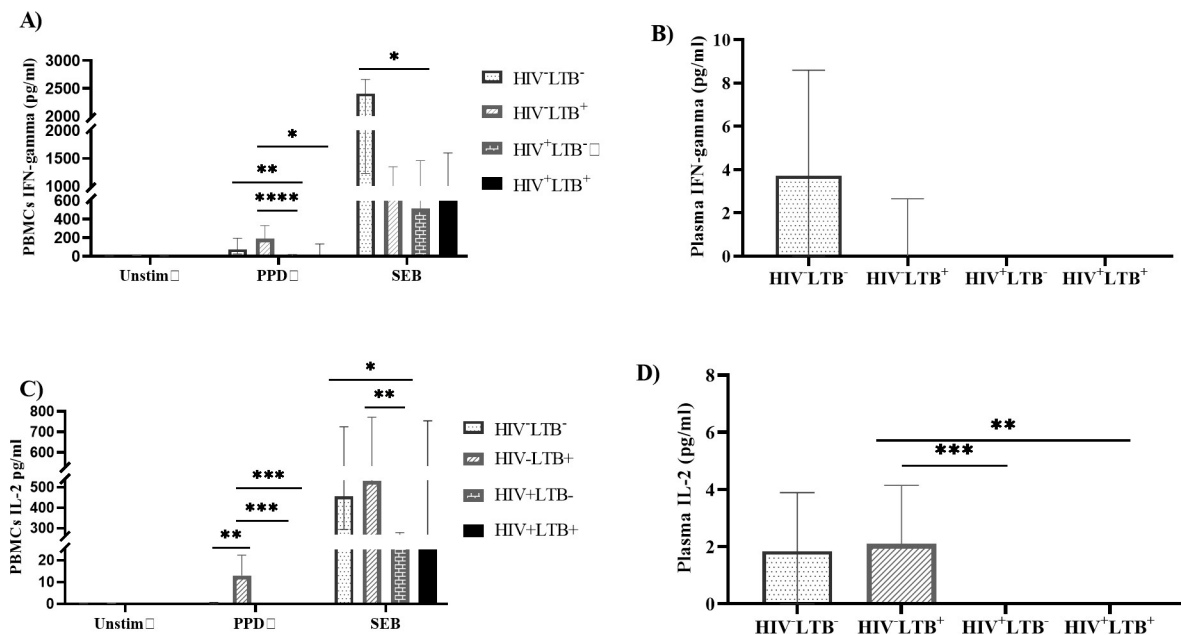 A)
PBMCs IFN-gamma (pg/ml)
3000
2500
2000
2000
1500
1000
600
400
200
0
*
**
****
*
Unstim□
PPD□
SEB
HIV⁻LTB⁻
HIV⁻LTB⁺
HIV⁺LTB⁻□
HIV⁺LTB⁺
B)
Plasma IFN-gamma (pg/ml)
10
8
6
4
2
0
HIV⁻LTB⁻
HIV⁻LTB⁺
HIV⁺LTB⁻
HIV⁺LTB⁺
C)
PBMCs IL-2 pg/ml
800
700
600
500
400
300
20
10
0
***
***
**
*
**
Unstim□
PPD□
SEB
HIV⁻LTB⁻
HIV-LTB+
HIV+LTB-
HIV+LTB+
D)
Plasma IL-2 (pg/ml)
8
6
4
2
0
**
***
HIV⁻LTB⁻
HIV⁻LTB⁺
HIV⁺LTB⁻
HIV⁺LTB⁺